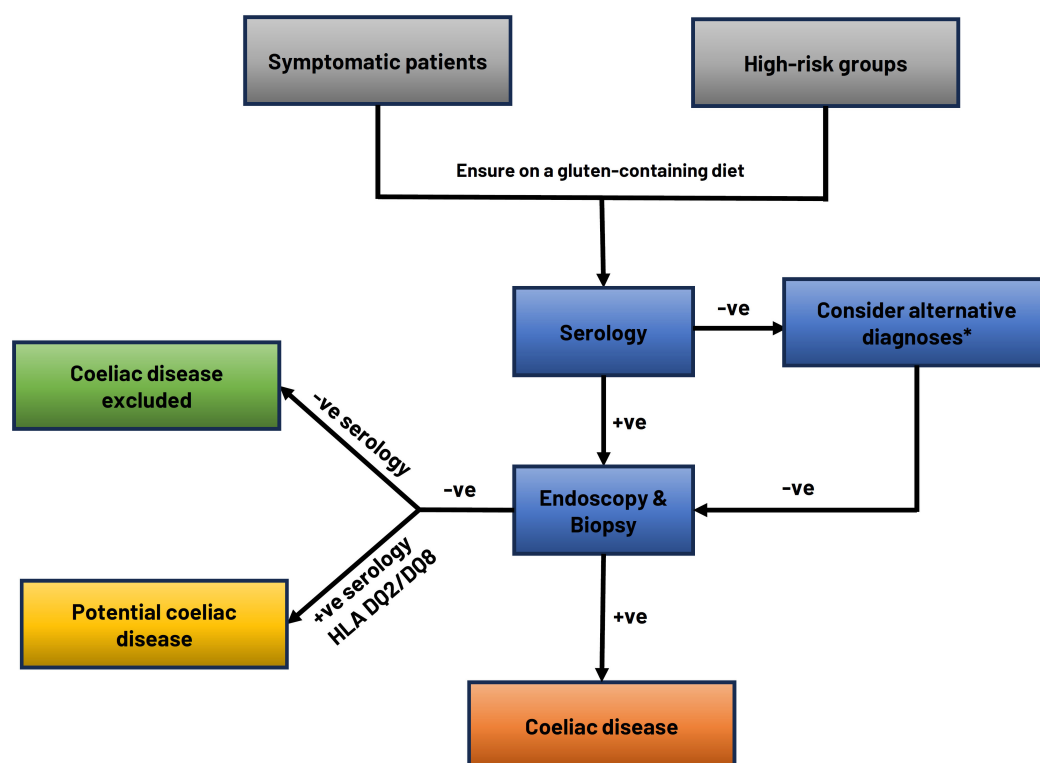 Symptomatic patients
High-risk groups
Ensure on a gluten-containing diet
Serology
-ve
Consider alternative
diagnoses*
Coeliac disease
excluded
-ve serology
+ve
-ve
Endoscopy &
Biopsy
-ve
+ve serology
HLA DQ2/DQ8
Potential coeliac
disease
+ve
Coeliac disease